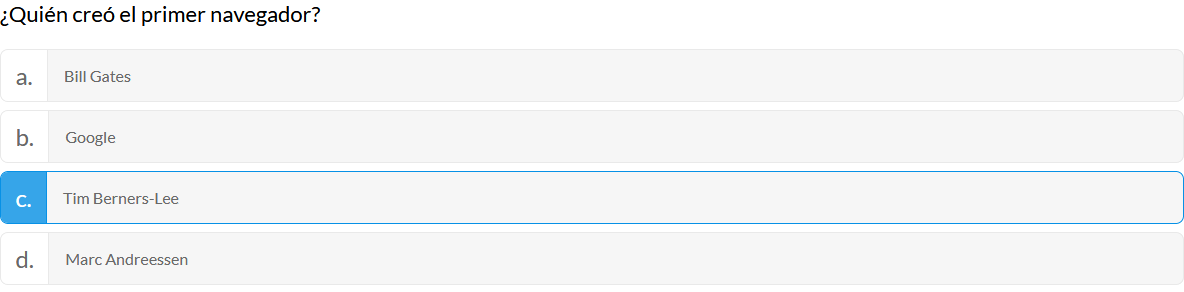 ¿Quién creó el primer navegador?
a. Bill Gates
b. Google
c. Tim Berners-Lee
d. Marc Andreessen